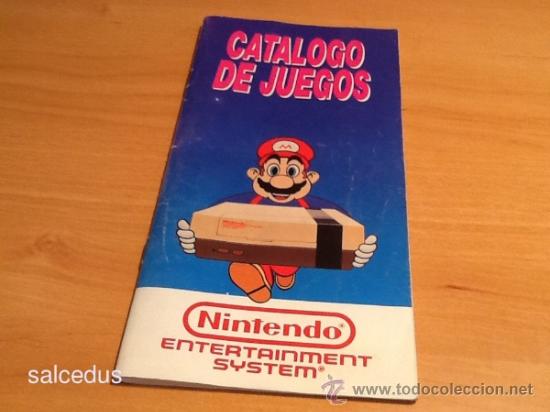 CATALOGO
DE JUEGOS
Nintendo®
ENTERTAINMENT
SYSTEM®
salcedus
www.todocoleccion.net